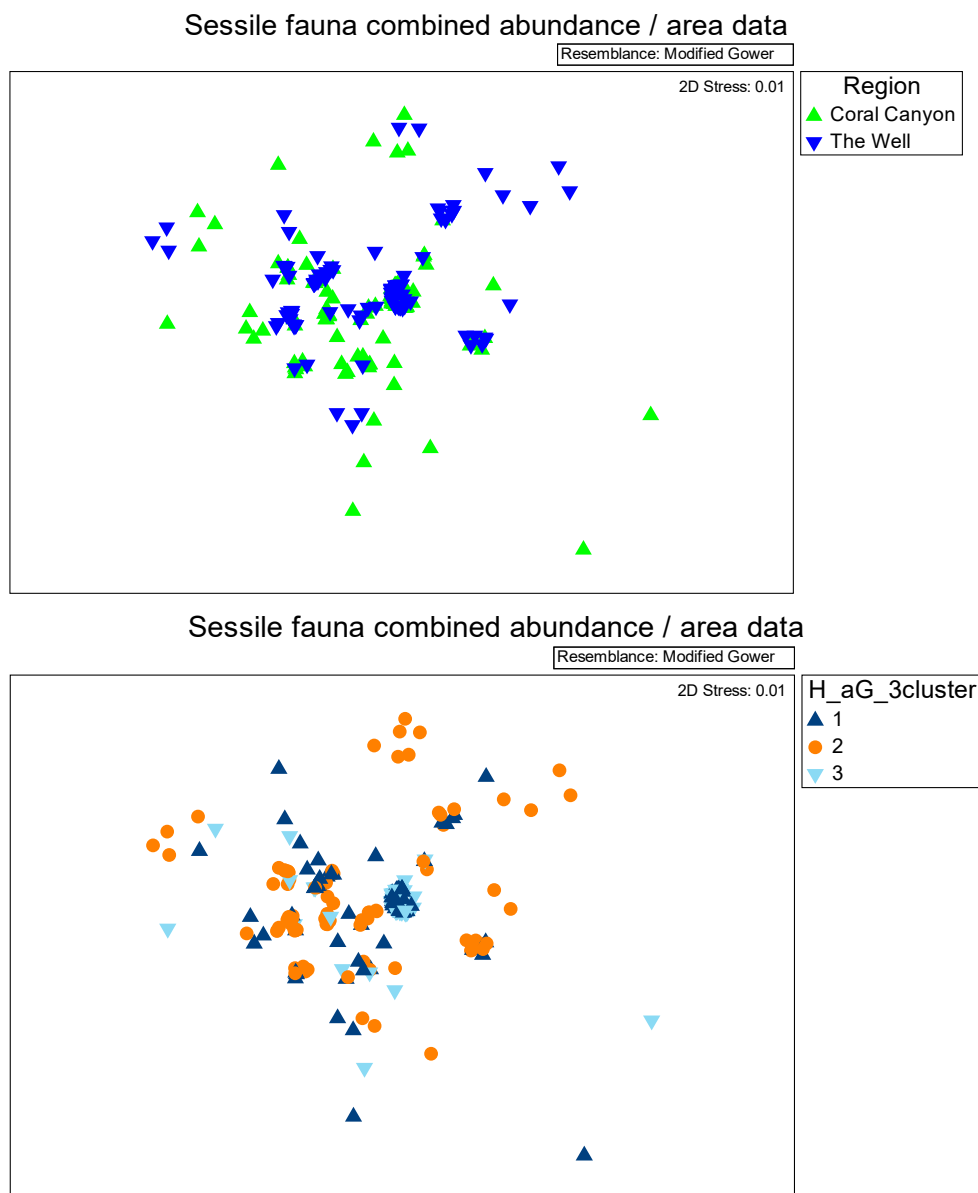 Sessile fauna combined abundance / area data
Resemblance: Modified Gower
2D Stress: 0.01
Region
Coral Canyon
The Well
Sessile fauna combined abundance / area data
Resemblance: Modified Gower
2D Stress: 0.01
H_aG_3cluster
1
2
3